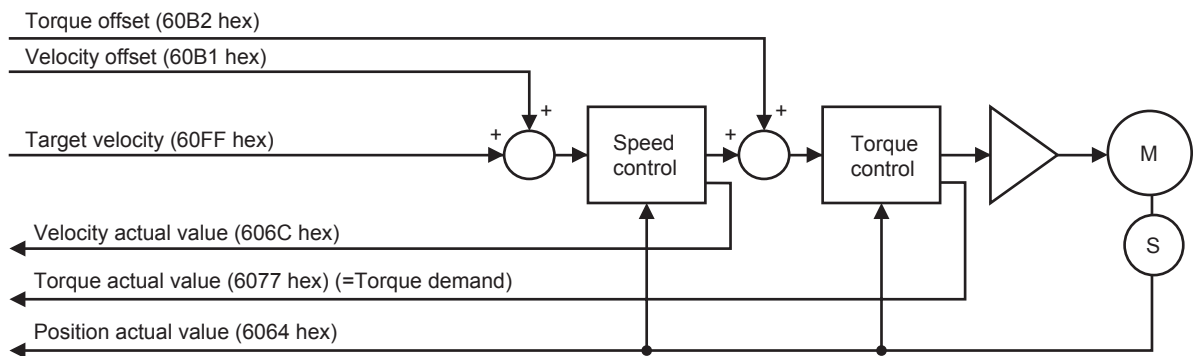 Torque offset (60B2 hex)
Velocity offset (60B1 hex)
+
+
Target velocity (60FF hex)
+
+
Speed
control
Torque
control
M
S
Velocity actual value (606C hex)
Torque actual value (6077 hex) (=Torque demand)
Position actual value (6064 hex)